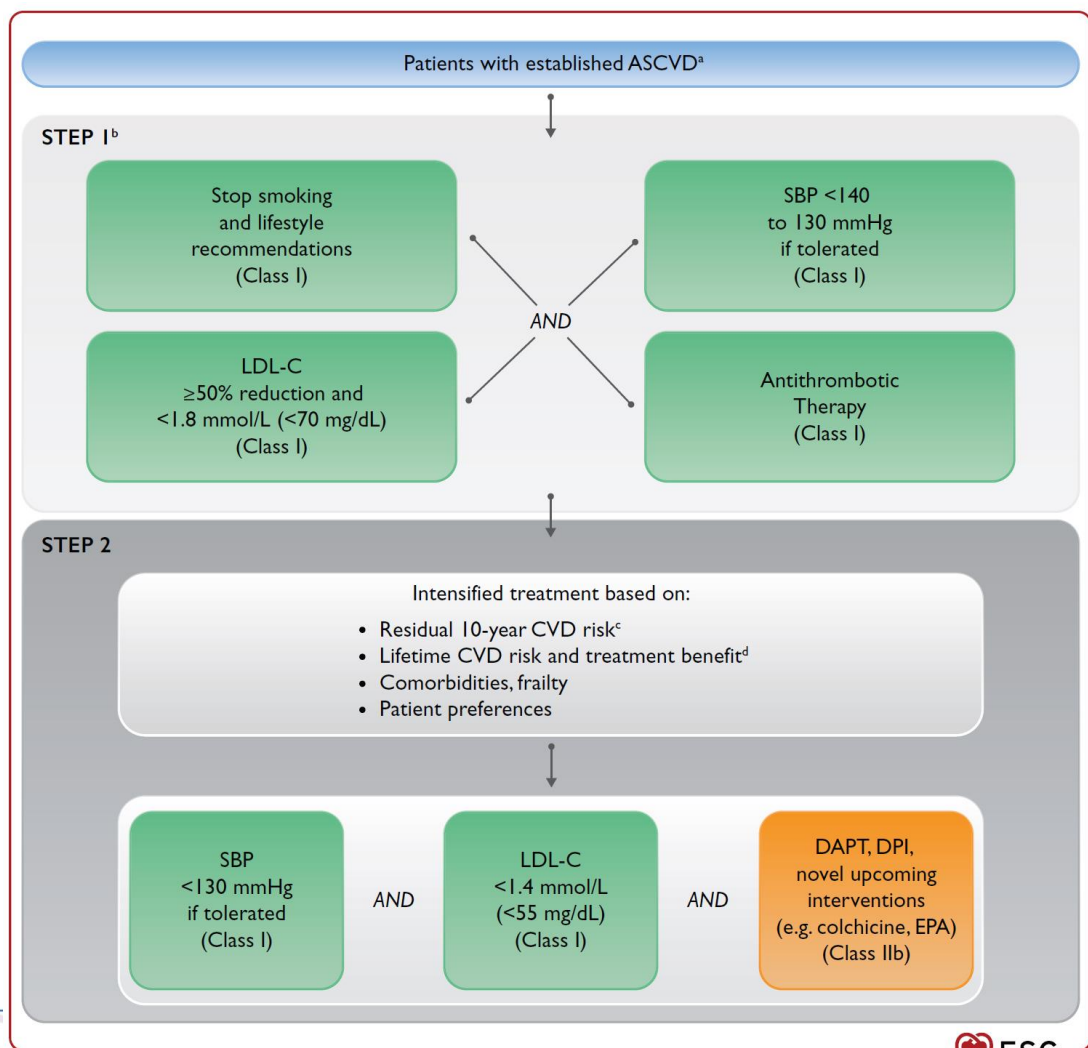 Patients with established ASCVDᵃ
STEP 1ᵇ
Stop smoking
and lifestyle
recommendations
(Class I)
SBP <140
to 130 mmHg
if tolerated
(Class I)
AND
LDL-C
≥50% reduction and
<1.8 mmol/L (<70 mg/dL)
(Class I)
Antithrombotic
Therapy
(Class I)
STEP 2
Intensified treatment based on:
• Residual 10-year CVD riskᶜ
• Lifetime CVD risk and treatment benefitᵈ
• Comorbidities, frailty
• Patient preferences
SBP
<130 mmHg
if tolerated
(Class I)
AND
LDL-C
<1.4 mmol/L
(<55 mg/dL)
(Class I)
AND
DAPT, DPI,
novel upcoming
interventions
(e.g. colchicine, EPA)
(Class IIb)
ESC